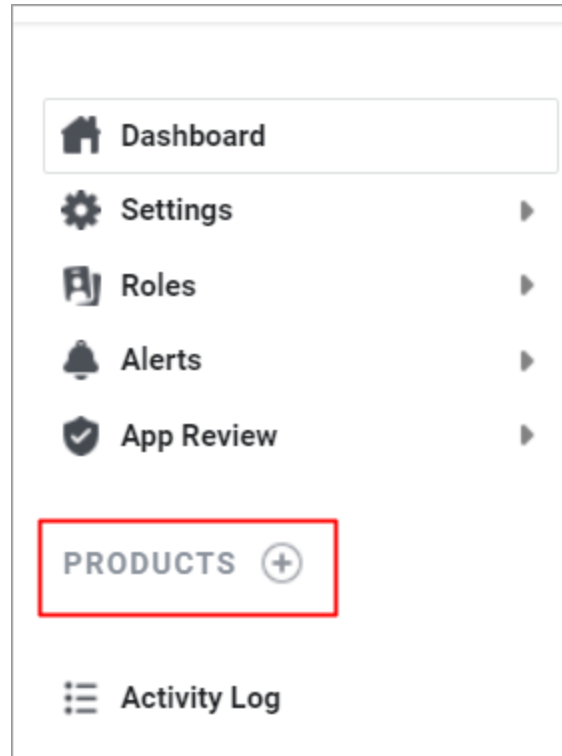 Dashboard
Settings
Roles
Alerts
App Review
PRODUCTS
Activity Log